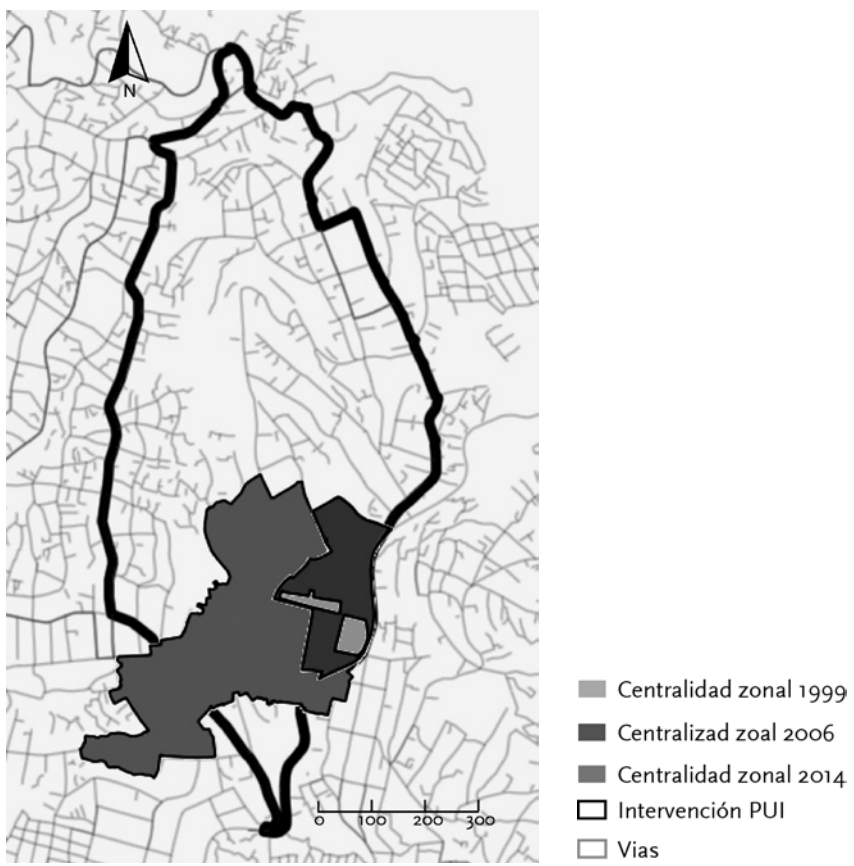 N
0 100 200 300
Centralidad zonal 1999
Centralizad zoal 2006
Centralidad zonal 2014
Intervención PUI
Vias